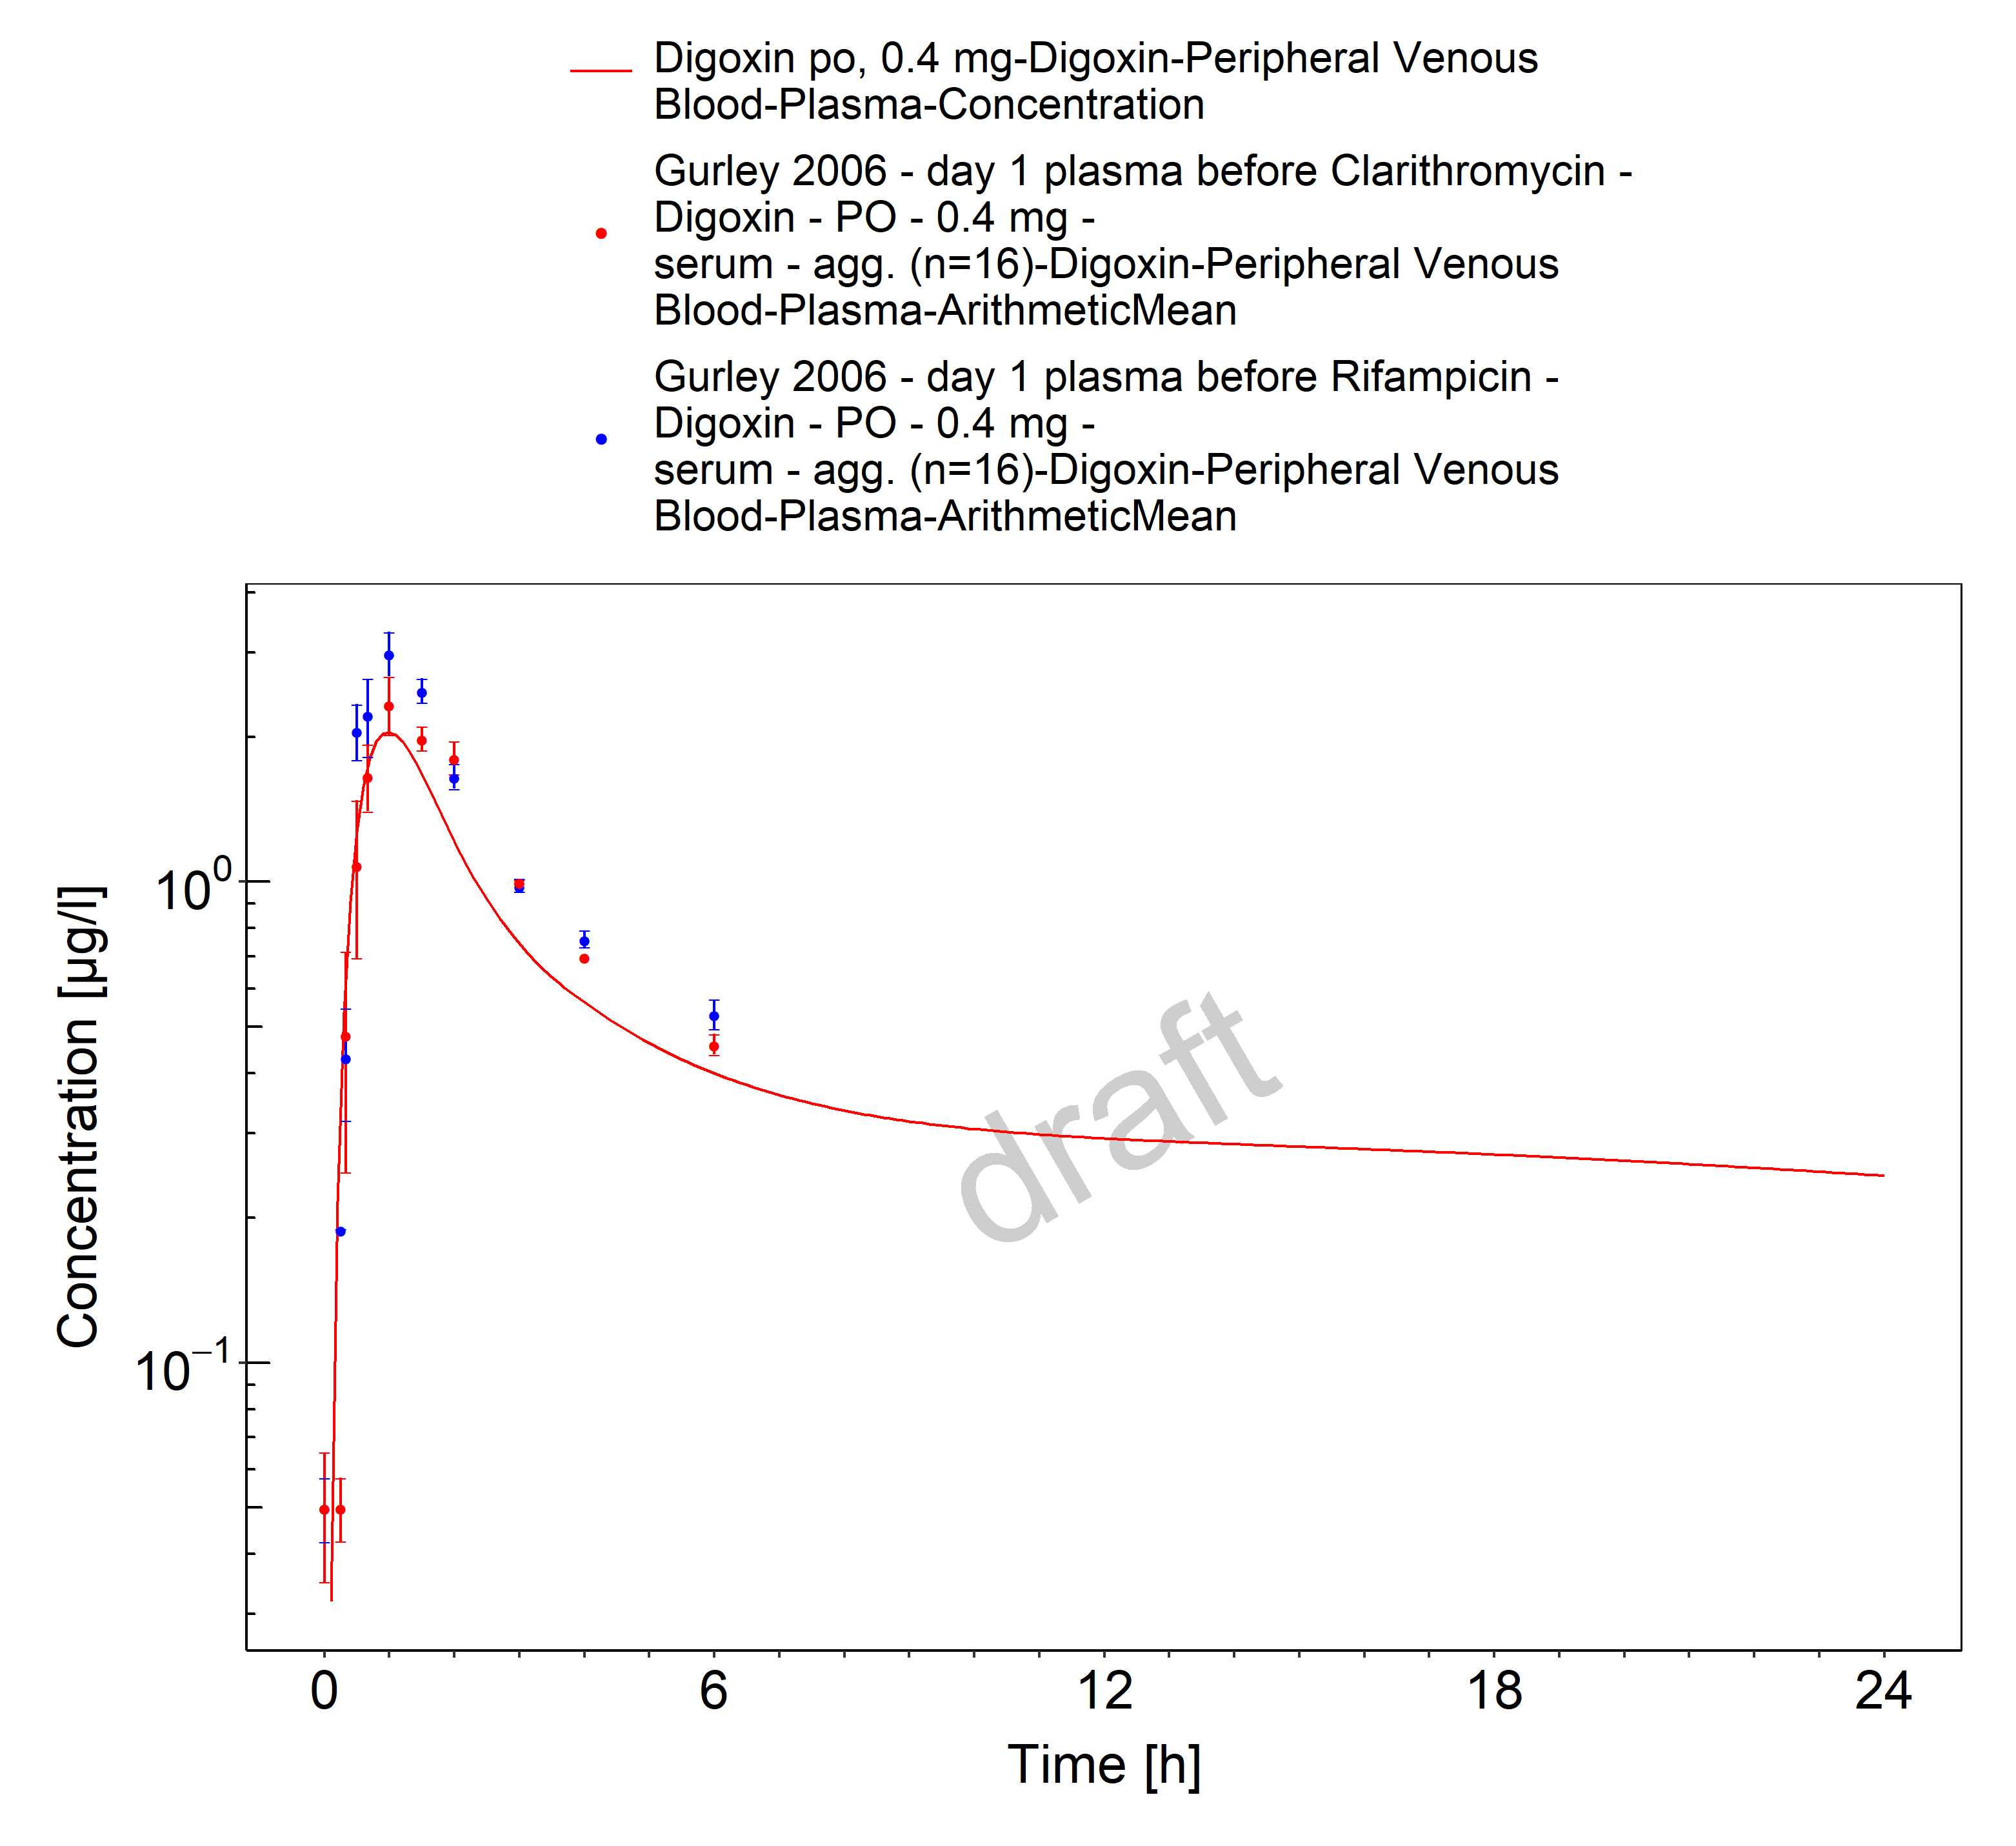 Digoxin po, 0.4 mg-Digoxin-Peripheral Venous
Blood-Plasma-Concentration
Gurley 2006 - day 1 plasma before Clarithromycin -
Digoxin - PO - 0.4 mg -
serum - agg. (n=16)-Digoxin-Peripheral Venous
Blood-Plasma-ArithmeticMean
Gurley 2006 - day 1 plasma before Rifampicin -
Digoxin - PO - 0.4 mg -
serum - agg. (n=16)-Digoxin-Peripheral Venous
Blood-Plasma-ArithmeticMean
Concentration [µg/l]
10⁰
10⁻¹
draft
0 6 12 18 24
Time [h]